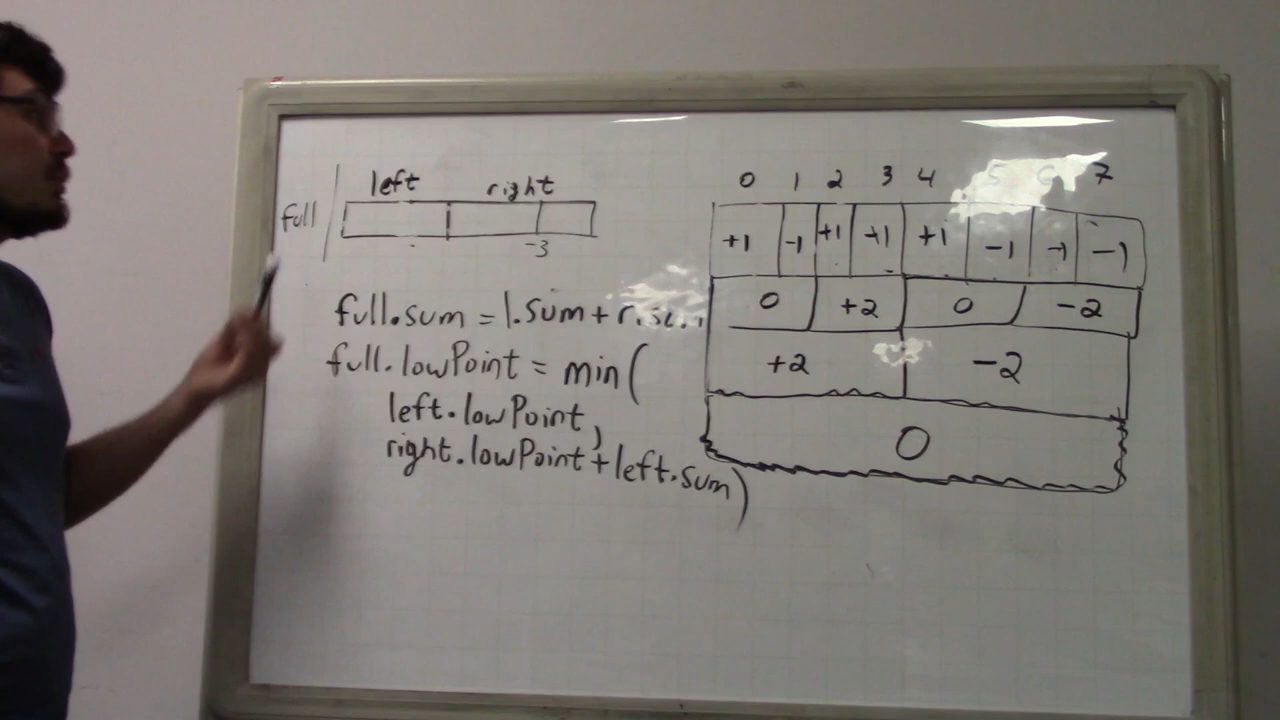 left right
full
-3
full.sum = l.sum + r.su
full.lowPoint = min(
left.lowPoint,
right.lowPoint + left.sum)
0 1 2 3 4 5 6 7
+1 -1 +1 +1 +1 -1 -1 -1
0 +2 0 -2
+2 -2
0